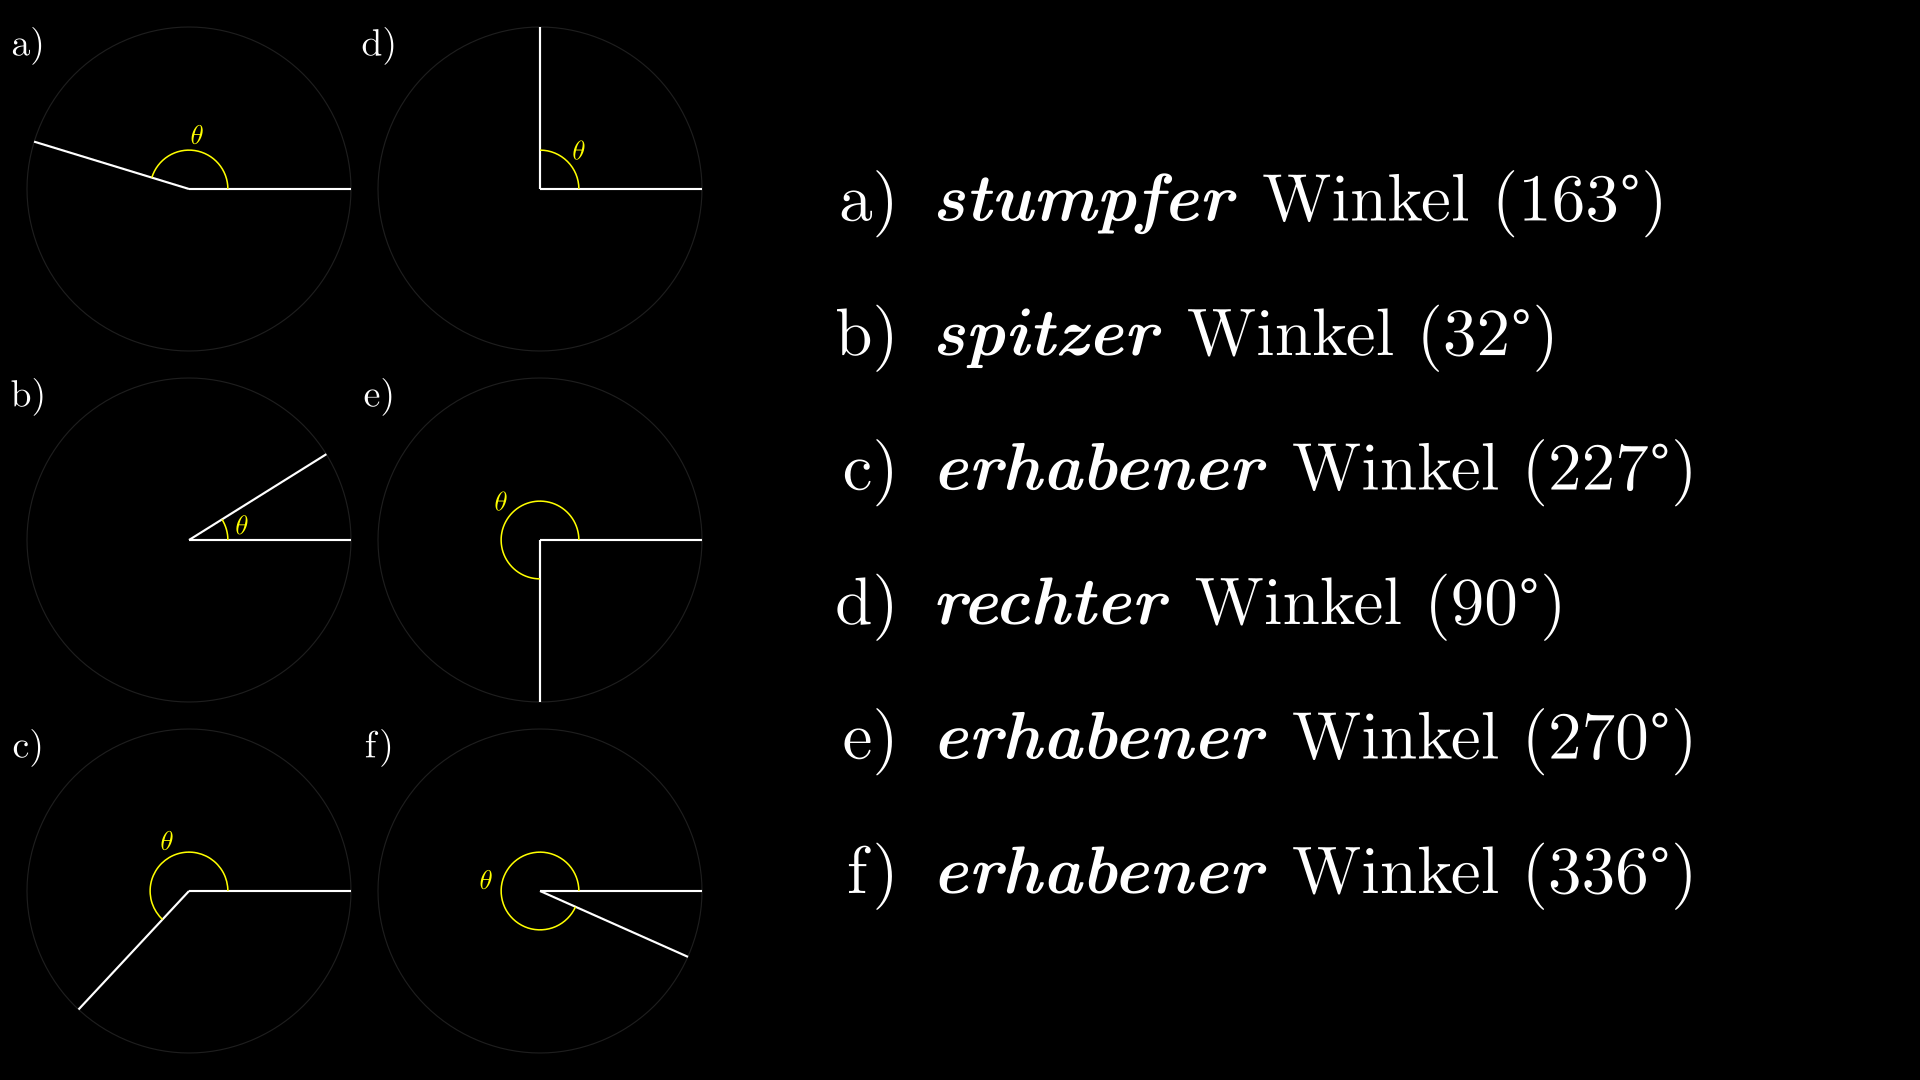 a)
θ
d)
θ
b)
θ
e)
θ
c)
θ
f)
θ
a) stumpfer Winkel (163°)
b) spitzer Winkel (32°)
c) erhabener Winkel (227°)
d) rechter Winkel (90°)
e) erhabener Winkel (270°)
f) erhabener Winkel (336°)